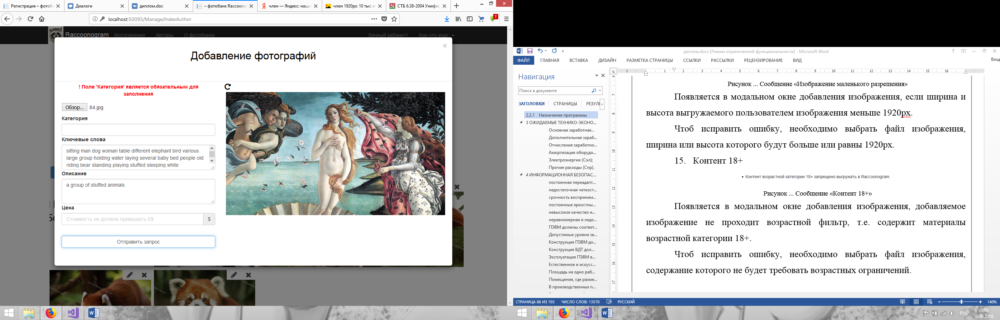 Регистрация – фотоба
Диалоги
диплом.doc
– фотобанк Raccoono
член — Яндекс: нашл
член 1920px: 10 тыс и
СТБ 6.38-2004 Унифиц
localhost:50093/Manage/IndexAuthor
Raccoonogram Фотогалерея Авторы О фотобанке Личный кабинет! Кое-что еще:
Добавление фотографий
! Поле 'Категория' является обязательным для
заполнения
Обзор... 84.jpg
Категория
Ключевые слова
sitting man dog woman table different elephant bird various
large group holding water laying several baby bed people old
riding bear standing playing stuffed sleeping white
Описание
a group of stuffed animals
Цена
Стоимость не должна превышать 6$ $
Отправить запрос
диплом.docx [Режим ограниченной функциональности] - Microsoft Word
ФАЙЛ ГЛАВНАЯ ВСТАВКА ДИЗАЙН РАЗМЕТКА СТРАНИЦЫ ССЫЛКИ РАССЫЛКИ РЕЦЕНЗИРОВАНИЕ ВИД Вход
Навигация
Поиск в документе
ЗАГОЛОВКИ СТРАНИЦЫ РЕЗУЛЬ
2.2.1 Назначение программы
3 ОЖИДАЕМЫЕ ТЕХНИКО-ЭКОНО...
Основная заработная...
Дополнительная зараб...
Отчисления заработно...
Амортизация оборудо...
Электроэнергия (Сэл);
Прочие расходы (Спр).
4 ИНФОРМАЦИОННАЯ БЕЗОПАС...
постоянная переадапт...
недостаточная четкост...
срочность восприним...
постоянные яркостны...
невысокое качество и...
неравномерная и недо...
ПЭВМ должны соответ...
Допустимые уровни зв...
Конструкция ПЭВМ до...
Конструкция ВДТ дол...
Эксплуатация ПЭВМ в...
Естественное и искусс...
Площадь на одно раб...
Помещения, где разме...
В производственных п...
Рисунок ... Сообщение «Изображение маленького разрешения»
Появляется в модальном окне добавления изображения, если ширина и
высота выгружаемого пользователем изображения меньше 1920px.
Чтоб исправить ошибку, необходимо выбрать файл изображения,
ширина или высота которого будут больше или равны 1920px.
15. Контент 18+
• Контент возрастной категории 18+ запрещено выгружать в Raccoonogram.
Рисунок ... Сообщение «Контент 18+»
Появляется в модальном окне добавления изображения, добавляемое
изображение не проходит возрастной фильтр, т.е. содержит материалы
возрастной категории 18+.
Чтоб исправить ошибку, необходимо выбрать файл изображения,
содержание которого не будет требовать возрастных ограничений.
СТРАНИЦА 86 ИЗ 103 ЧИСЛО СЛОВ: 13570 РУССКИЙ 140%
РУС 20:00
10.06.2018